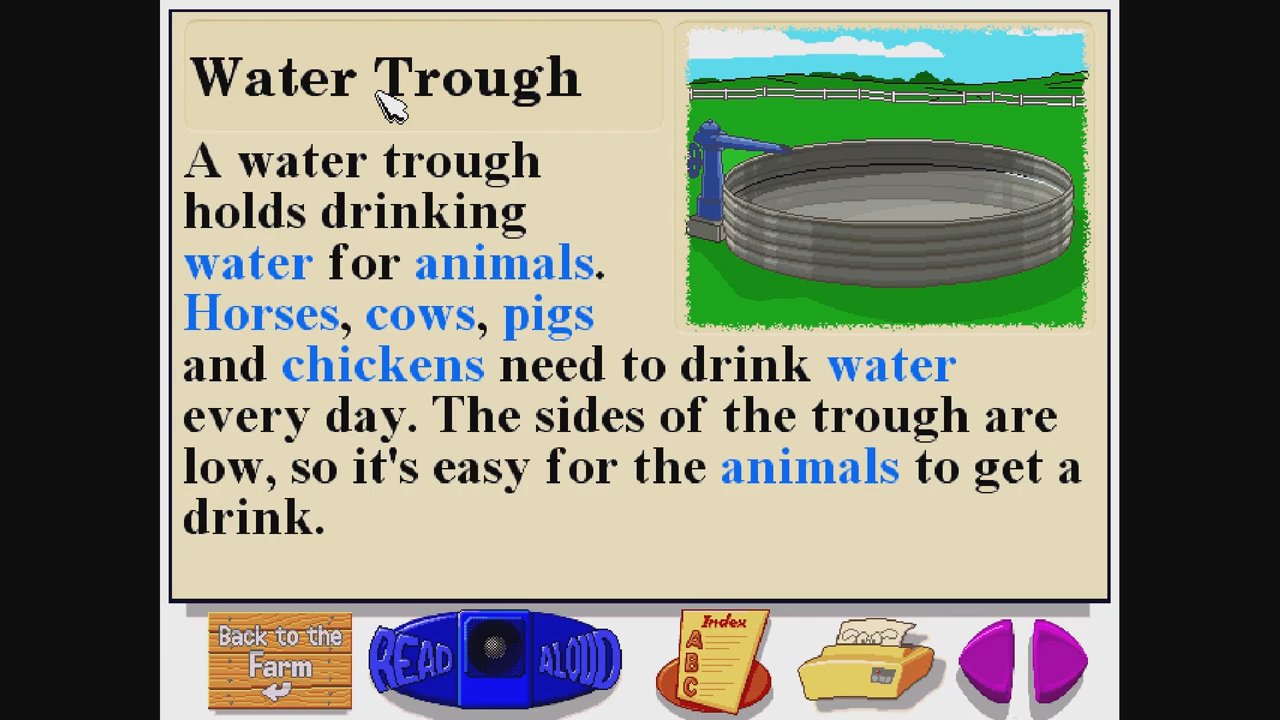 Water Trough
A water trough
holds drinking
water for animals.
Horses, cows, pigs
and chickens need to drink water
every day. The sides of the trough are
low, so it's easy for the animals to get a
drink.
Back to the
Farm
READ ALOUD
Index
A
B
C